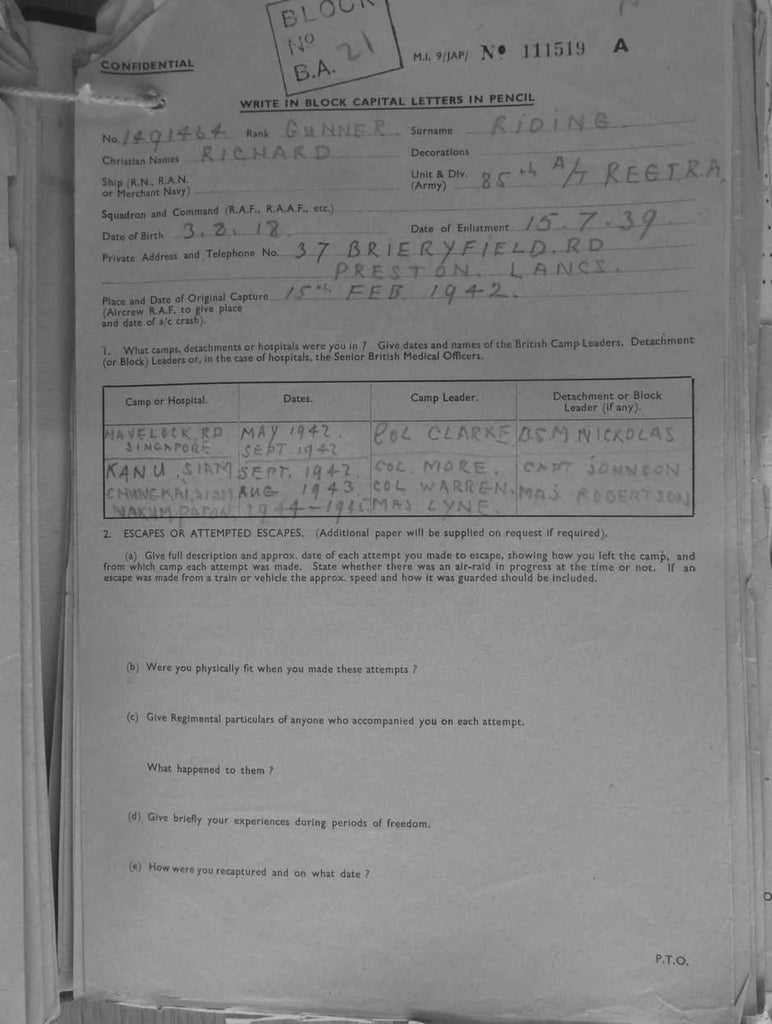 BLOCK
No
B.A. 21
M.I. 9/JAP/ No 111519 A
CONFIDENTIAL
WRITE IN BLOCK CAPITAL LETTERS IN PENCIL
No. 1491464 Rank GUNNER Surname RIDING
Christian Names RICHARD Decorations
Ship (R.N., R.A.N. or Merchant Navy) Unit & Div. (Army) 85th A/T REGT. R.A.
Squadron and Command (R.A.F., R.A.A.F., etc.)
Date of Birth 3.2.18 Date of Enlistment 15.7.39
Private Address and Telephone No. 37 BRIERYFIELD. RD
PRESTON. LANCS.
Place and Date of Original Capture 15th FEB 1942.
(Aircrew R.A.F. to give place
and date of a/c crash).
1. What camps, detachments or hospitals were you in ? Give dates and names of the British Camp Leaders, Detachment
(or Block) Leaders or, in the case of hospitals, the Senior British Medical Officers.
Camp or Hospital. Dates. Camp Leader. Detachment or Block Leader (if any).
HAVELOCK RD MAY 1942. COL CLARKE B.S.M NICKOLAS
SINGAPORE SEPT. 1942
KANU. SIAM SEPT. 1942 COL. MORE. CAPT JOHNSON
CHUNGKAI, SIAM AUG 1943 COL WARREN. MAJ ROBERTSON
NAKUM PATON 1944- MAJ LYNE.
2. ESCAPES OR ATTEMPTED ESCAPES. (Additional paper will be supplied on request if required).
(a) Give full description and approx. date of each attempt you made to escape, showing how you left the camp, and
from which camp each attempt was made. State whether there was an air-raid in progress at the time or not. If an
escape was made from a train or vehicle the approx. speed and how it was guarded should be included.
(b) Were you physically fit when you made these attempts ?
(c) Give Regimental particulars of anyone who accompanied you on each attempt.
What happened to them ?
(d) Give briefly your experiences during periods of freedom.
(e) How were you recaptured and on what date ?
P.T.O.